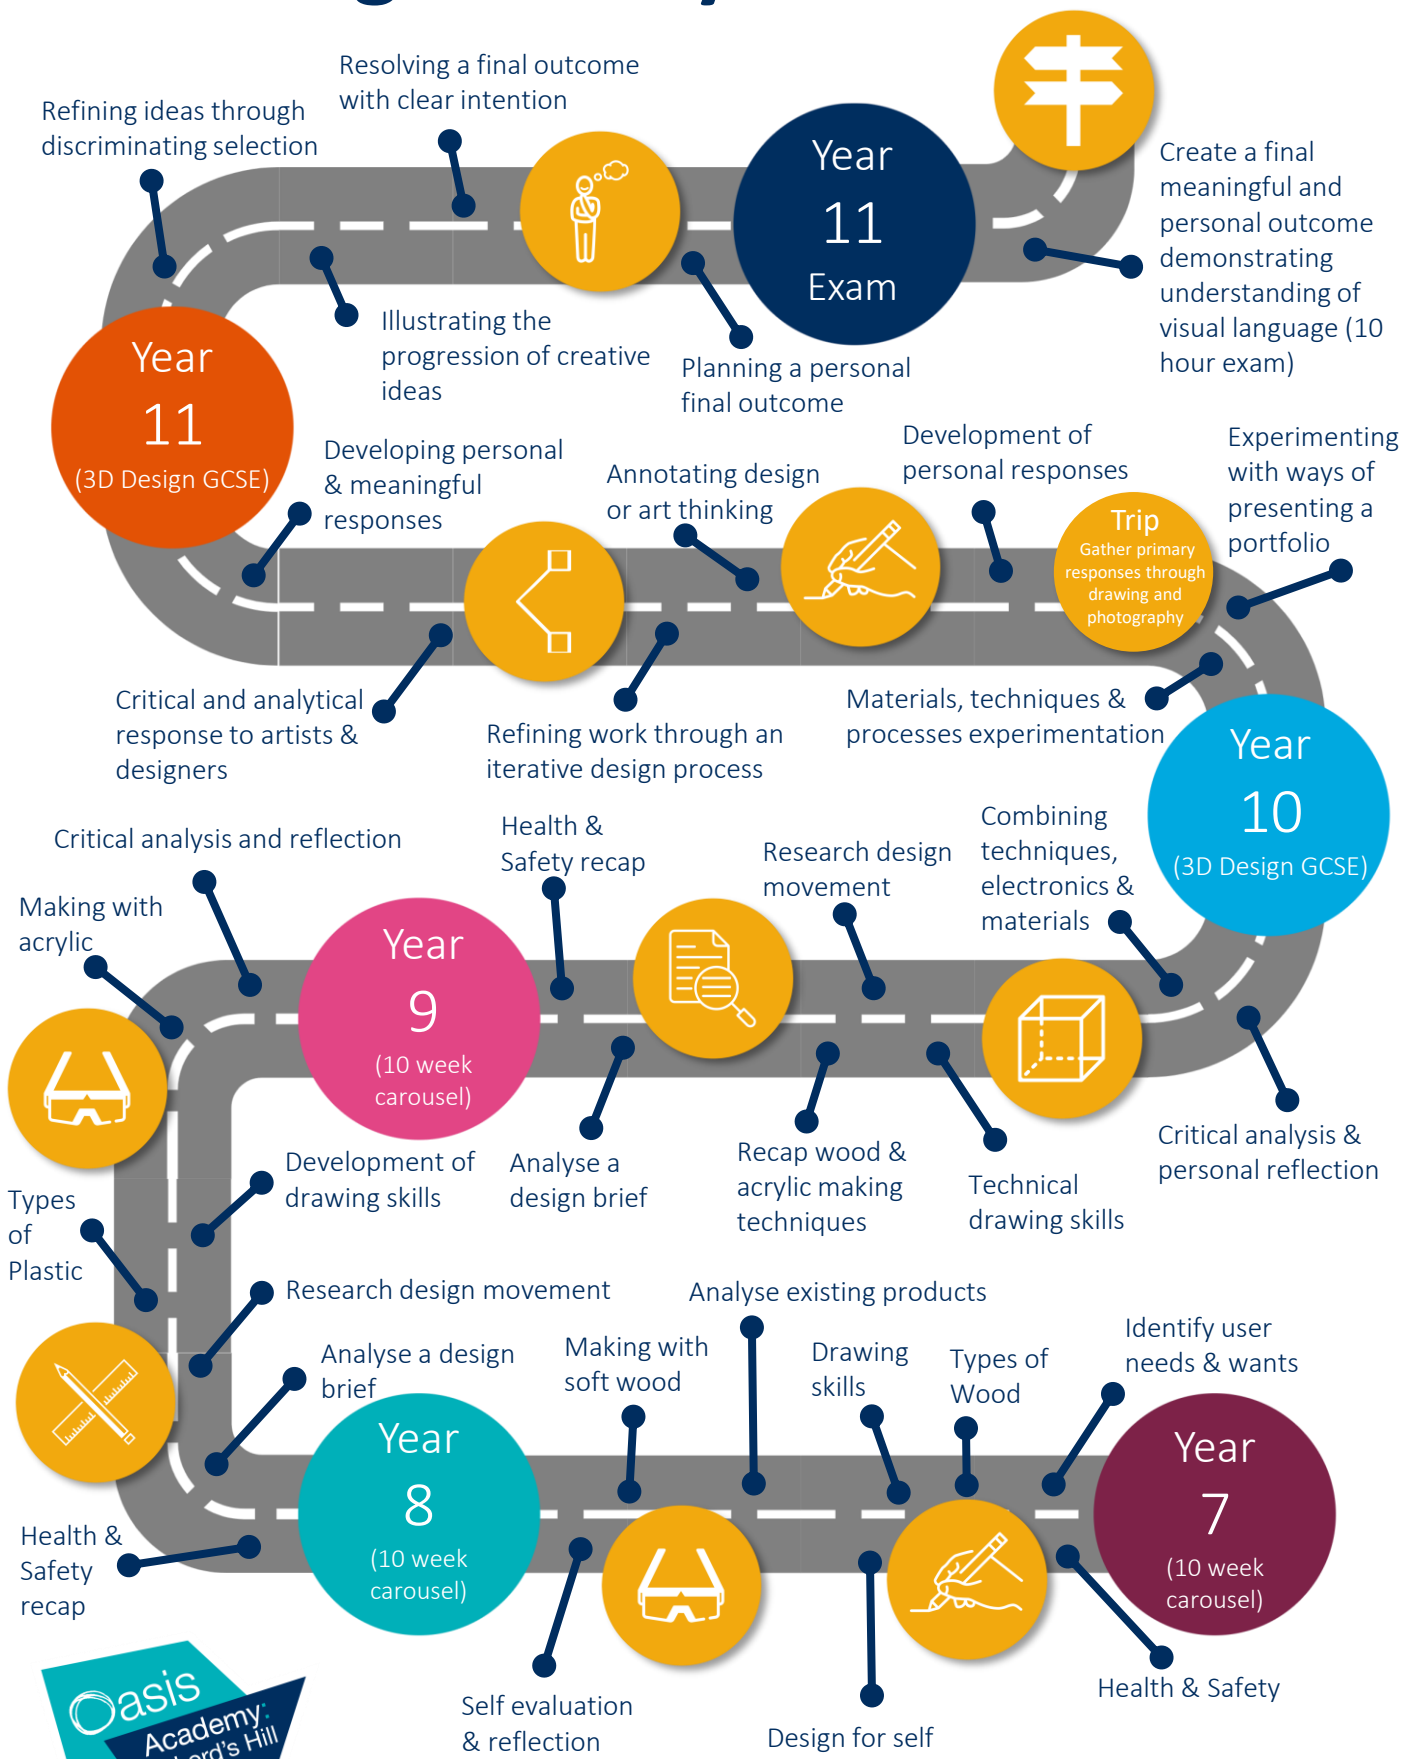 Resolving a final outcome
with clear intention
Refining ideas through
discriminating selection
Year
11
Exam
Create a final
meaningful and
personal outcome
demonstrating
understanding of
visual language (10
hour exam)
Illustrating the
progression of creative
ideas
Planning a personal
final outcome
Year
11
(3D Design GCSE)
Developing personal
& meaningful
responses
Annotating design
or art thinking
Development of
personal responses
Experimenting
with ways of
presenting a
portfolio
Trip
Gather primary
responses through
drawing and
photography
Critical and analytical
response to artists &
designers
Refining work through an
iterative design process
Materials, techniques &
processes experimentation
Year
10
(3D Design GCSE)
Critical analysis and reflection
Health &
Safety recap
Research design
movement
Combining
techniques,
electronics &
materials
Making with
acrylic
Year
9
(10 week
carousel)
Development of
drawing skills
Analyse a
design brief
Recap wood &
acrylic making
techniques
Technical
drawing skills
Critical analysis &
personal reflection
Types
of
Plastic
Research design movement
Analyse existing products
Analyse a design
brief
Making with
soft wood
Drawing
skills
Types of
Wood
Identify user
needs & wants
Year
8
(10 week
carousel)
Year
7
(10 week
carousel)
Health &
Safety
recap
Self evaluation
& reflection
Design for self
Health & Safety
Oasis
Academy:
Lord's Hill